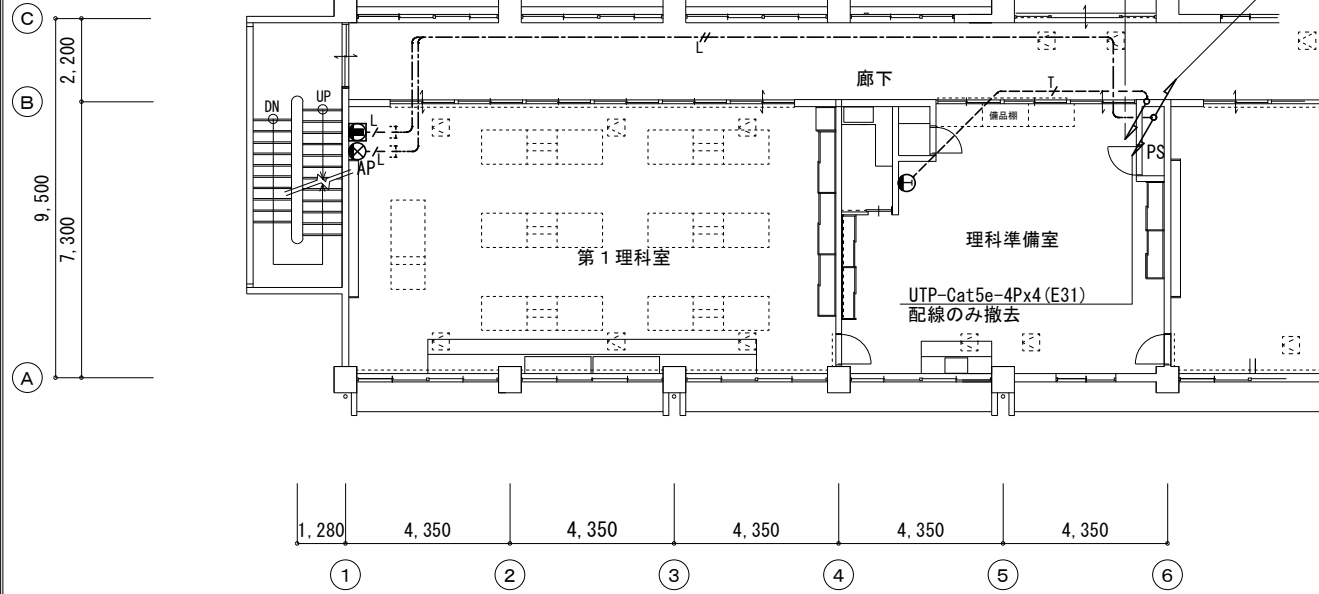 C
2,200
L
廊下
T
B
DN
UP
備品棚
L
L
AP
PS
9,500
7,300
第1理科室
理科準備室
UTP-Cat5e-4Px4(E31)
配線のみ撤去
A
1,280
4,350
4,350
4,350
4,350
4,350
1
2
3
4
5
6